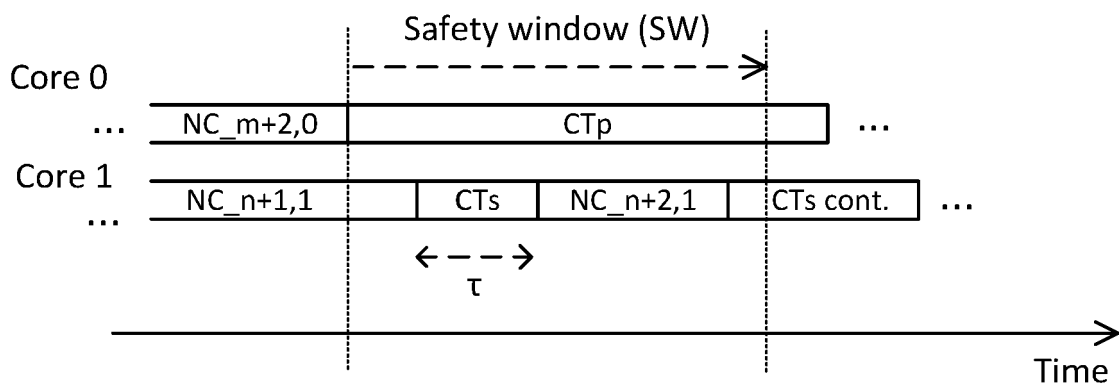 Safety window (SW)
Core 0
... NC_m+2,0 CTp ...
Core 1
... NC_n+1,1 CTs NC_n+2,1 CTs cont. ...
τ
Time